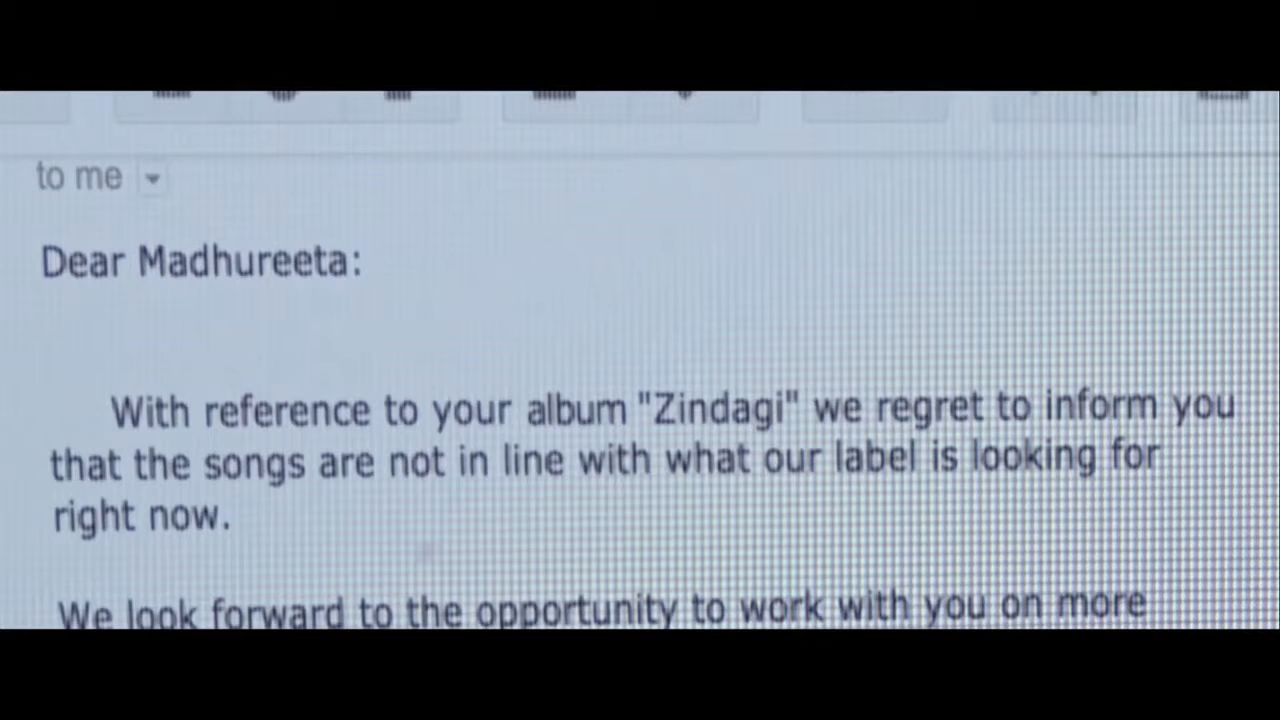 to me
Dear Madhureeta:
With reference to your album "Zindagi" we regret to inform you
that the songs are not in line with what our label is looking for
right now.
We look forward to the opportunity to work with you on more